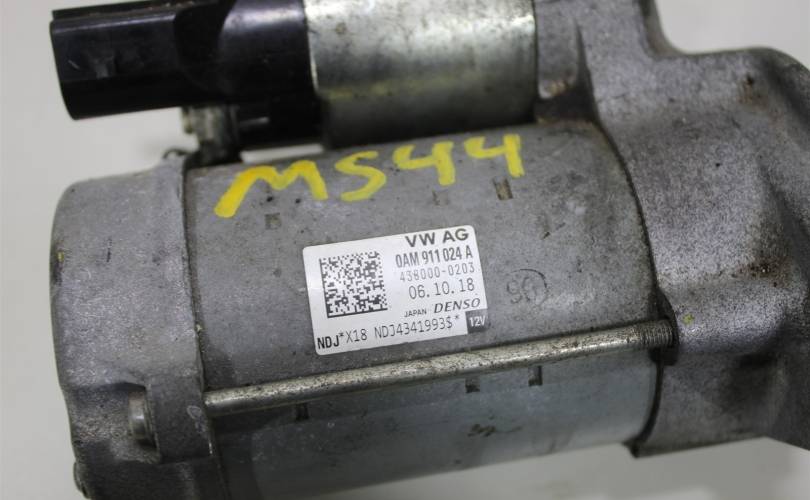 MS44
VW AG
0AM 911 024 A
438000-0203
06.10.18
JAPAN DENSO
NDJ*X18 NDJ4341993$* 12V